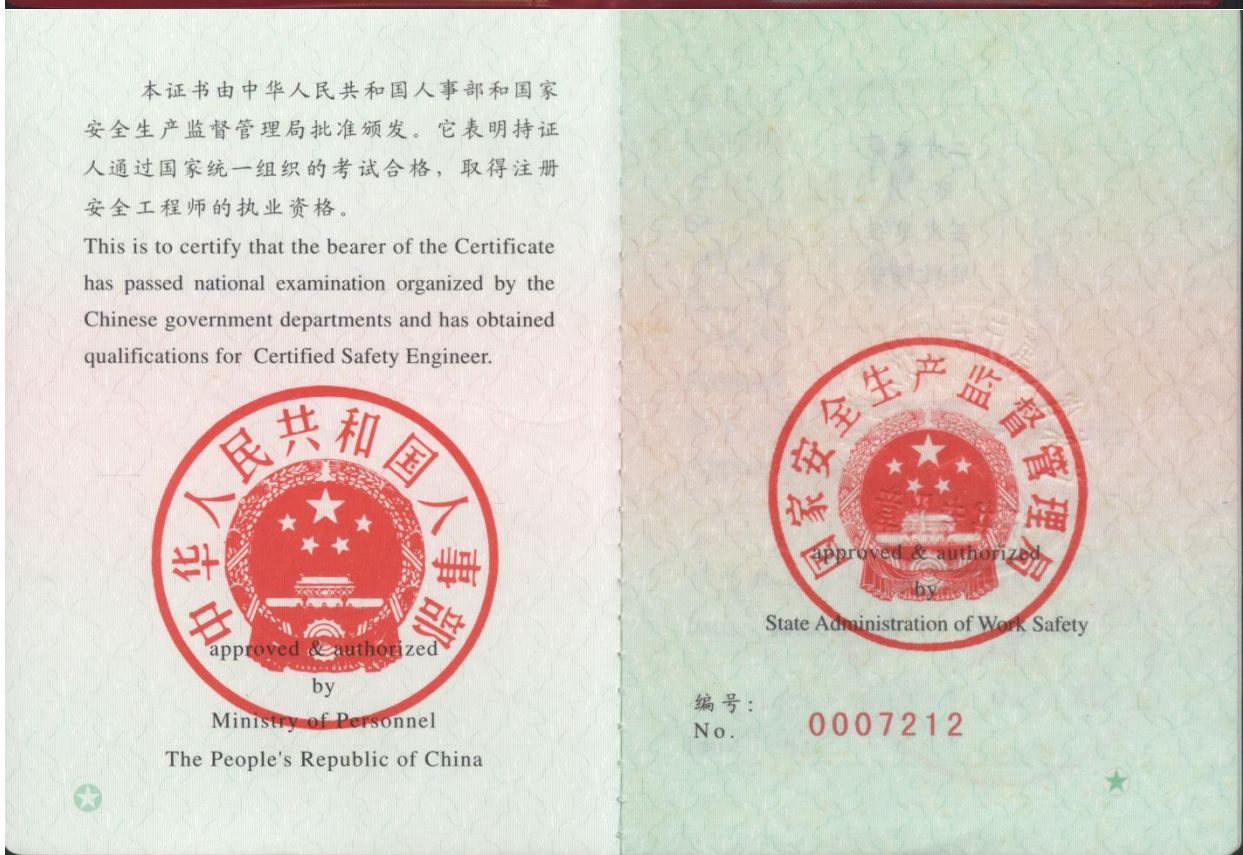 本证书由中华人民共和国人事部和国家
安全生产监督管理局批准颁发。它表明持证
人通过国家统一组织的考试合格，取得注册
安全工程师的执业资格。
This is to certify that the bearer of the Certificate
has passed national examination organized by the
Chinese government departments and has obtained
qualifications for Certified Safety Engineer.
中华人民共和国人事部
approved & authorized
by
Ministry of Personnel
The People's Republic of China
国家安全生产监督管理局
approved & authorized
by
State Administration of Work Safety
编号：
No. 0007212